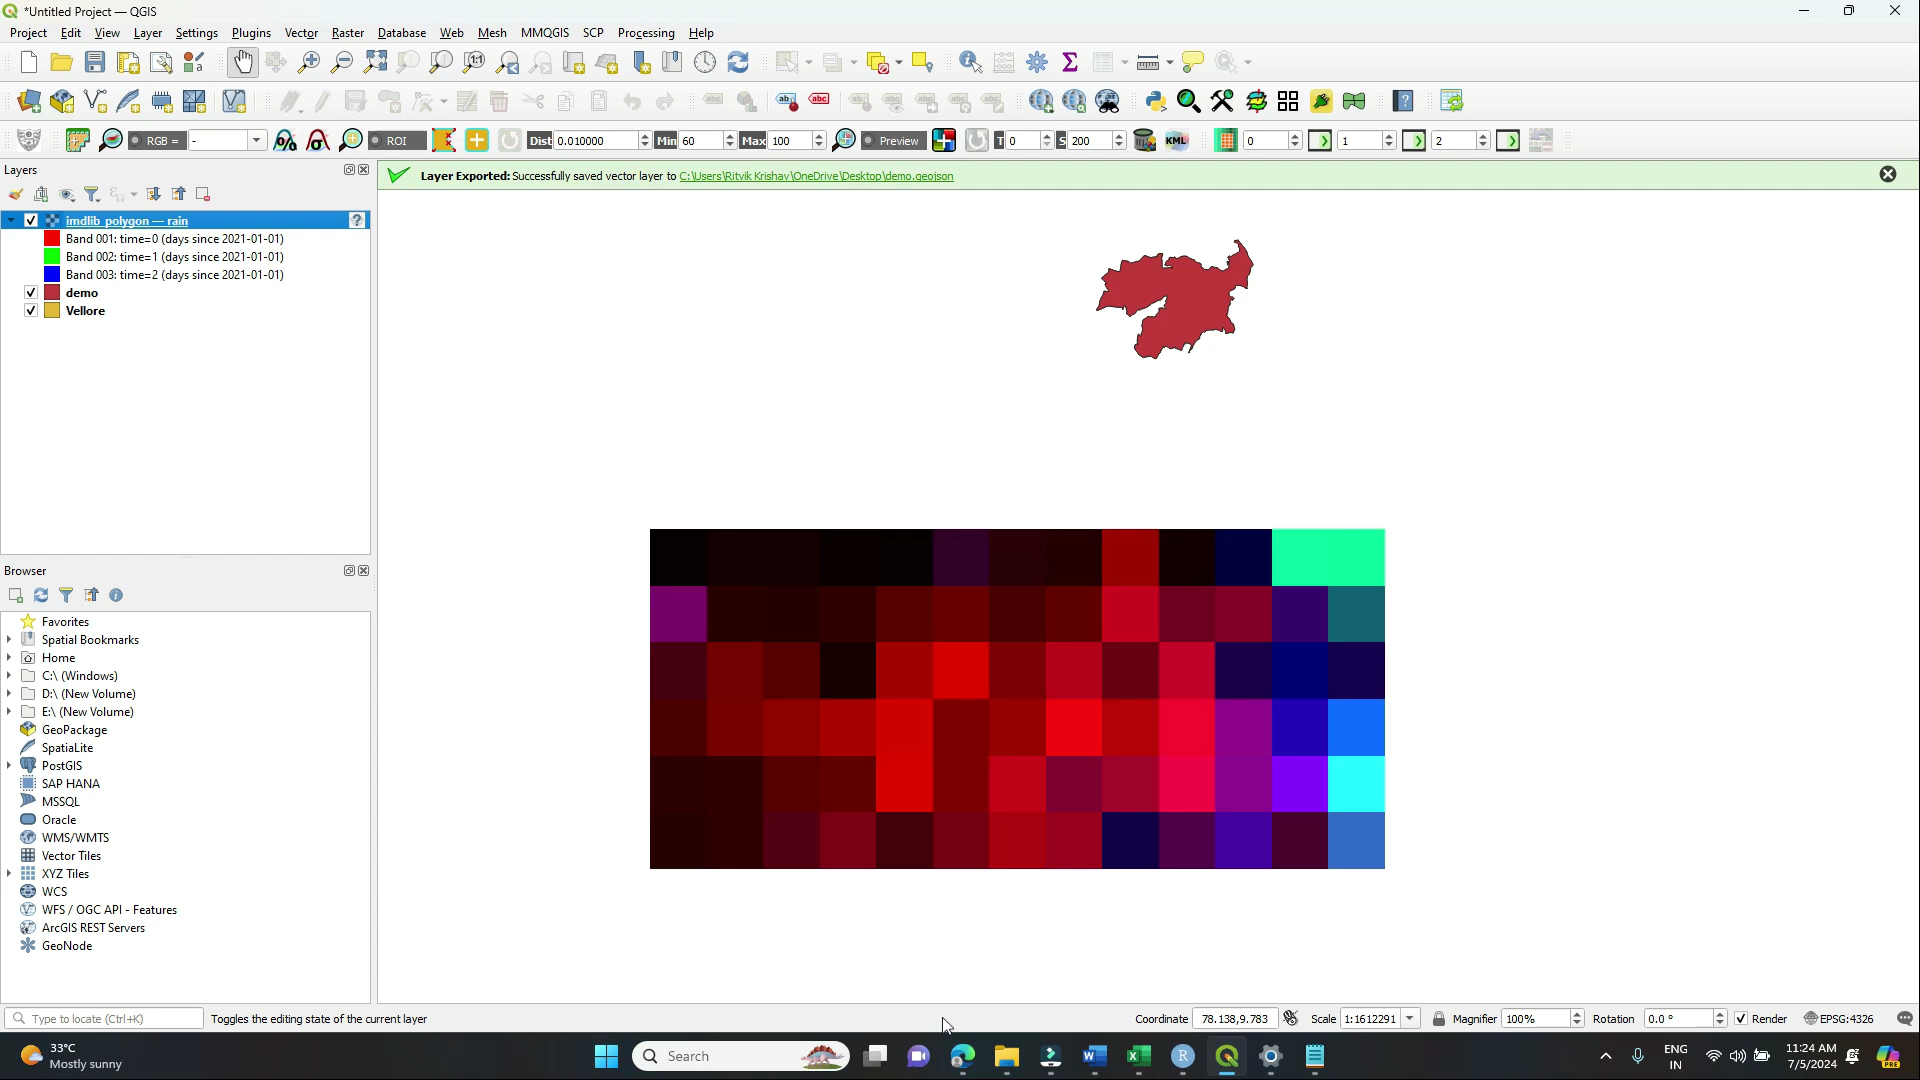 *Untitled Project — QGIS
Project Edit View Layer Settings Plugins Vector Raster Database Web Mesh MMQGIS SCP Processing Help
RGB = - ROI Dist 0.010000 Min 60 Max 100 Preview T 0 S 200 KML 0 1 2
Layers
Layer Exported: Successfully saved vector layer to C:\Users\Ritvik Krishav\OneDrive\Desktop\demo.geojson
imdlib_polygon — rain
Band 001: time=0 (days since 2021-01-01)
Band 002: time=1 (days since 2021-01-01)
Band 003: time=2 (days since 2021-01-01)
demo
Vellore
Browser
Favorites
Spatial Bookmarks
Home
C:\ (Windows)
D:\ (New Volume)
E:\ (New Volume)
GeoPackage
SpatiaLite
PostGIS
SAP HANA
MSSQL
Oracle
WMS/WMTS
Vector Tiles
XYZ Tiles
WCS
WFS / OGC API - Features
ArcGIS REST Servers
GeoNode
Type to locate (Ctrl+K) Toggles the editing state of the current layer Coordinate 78.138,9.783 Scale 1:1612291 Magnifier 100% Rotation 0.0 ° Render EPSG:4326
33°C
Mostly sunny
Search
ENG
IN
11:24 AM
7/5/2024